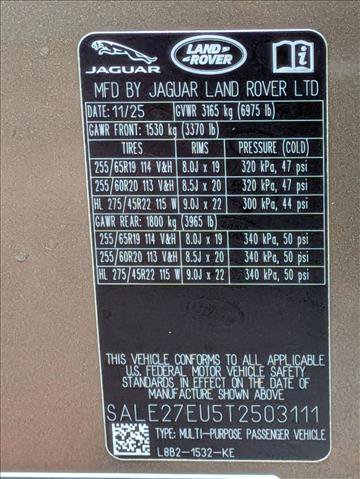 JAGUAR LAND ROVER i
MFD BY JAGUAR LAND ROVER LTD
DATE: 11/25 GVWR 3165 kg (6975 lb)
GAWR FRONT: 1530 kg (3370 lb)
TIRES RIMS PRESSURE (COLD)
255/65R19 114 V&H 8.0J x 19 320 kPa, 47 psi
255/60R20 113 V&H 8.5J x 20 320 kPa, 47 psi
HL 275/45R22 115 W 9.0J x 22 300 kPa, 44 psi
GAWR REAR: 1800 kg (3965 lb)
255/65R19 114 V&H 8.0J x 19 340 kPa, 50 psi
255/60R20 113 V&H 8.5J x 20 340 kPa, 50 psi
HL 275/45R22 115 W 9.0J x 22 340 kPa, 50 psi
THIS VEHICLE CONFORMS TO ALL APPLICABLE
U.S. FEDERAL MOTOR VEHICLE SAFETY
STANDARDS IN EFFECT ON THE DATE
OF MANUFACTURE SHOWN ABOVE
SALE27EU5T2503111
TYPE: MULTI-PURPOSE PASSENGER VEHICLE
L8B2-1532-KE